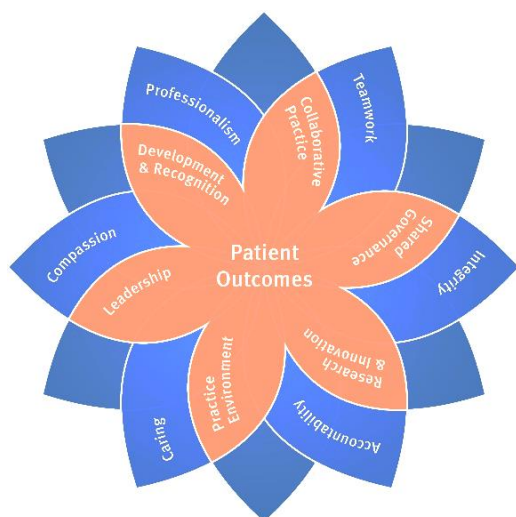 Professionalism
Teamwork
Collaborative
Practice
Development
& Recognition
Shared
Governance
Compassion
Integrity
Patient
Outcomes
Leadership
Research
& Innovation
Practice
Environment
Caring
Accountability